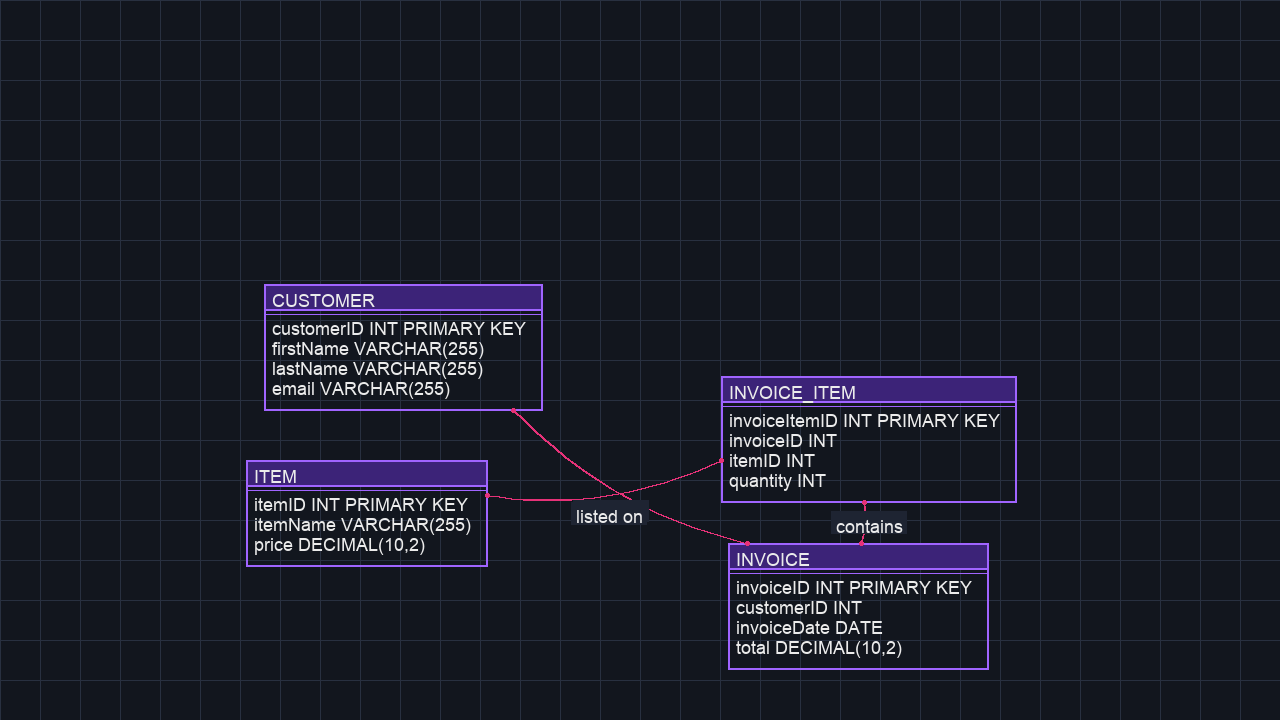 CUSTOMER
customerID INT PRIMARY KEY
firstName VARCHAR(255)
lastName VARCHAR(255)
email VARCHAR(255)
ITEM
itemID INT PRIMARY KEY
itemName VARCHAR(255)
price DECIMAL(10,2)
listed on
INVOICE_ITEM
invoiceItemID INT PRIMARY KEY
invoiceID INT
itemID INT
quantity INT
contains
INVOICE
invoiceID INT PRIMARY KEY
customerID INT
invoiceDate DATE
total DECIMAL(10,2)